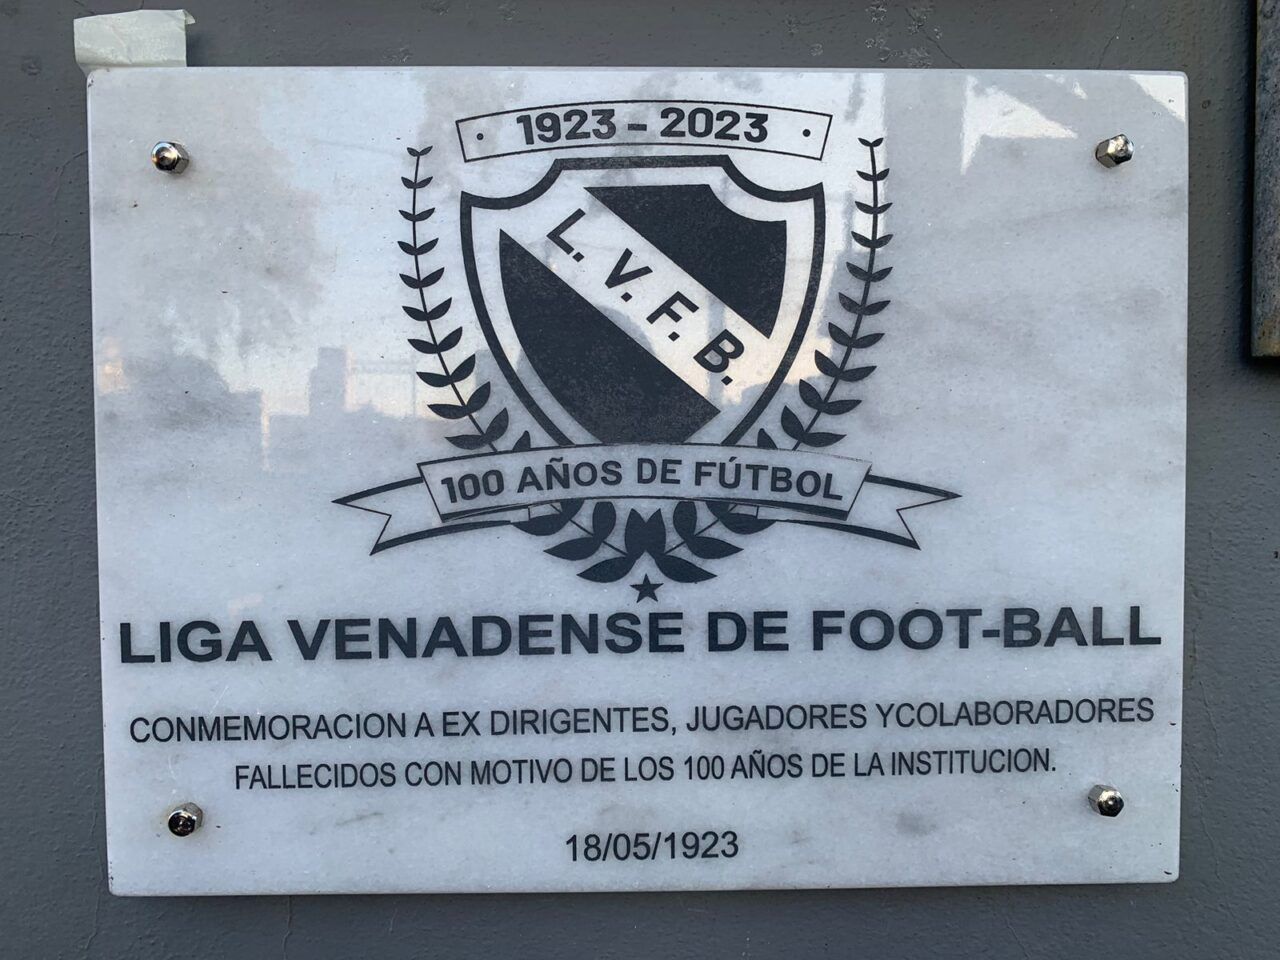 · 1923 - 2023 ·
L. V. F. B.
100 AÑOS DE FÚTBOL
LIGA VENADENSE DE FOOT-BALL
CONMEMORACION A EX DIRIGENTES, JUGADORES YCOLABORADORES
FALLECIDOS CON MOTIVO DE LOS 100 AÑOS DE LA INSTITUCION.
18/05/1923